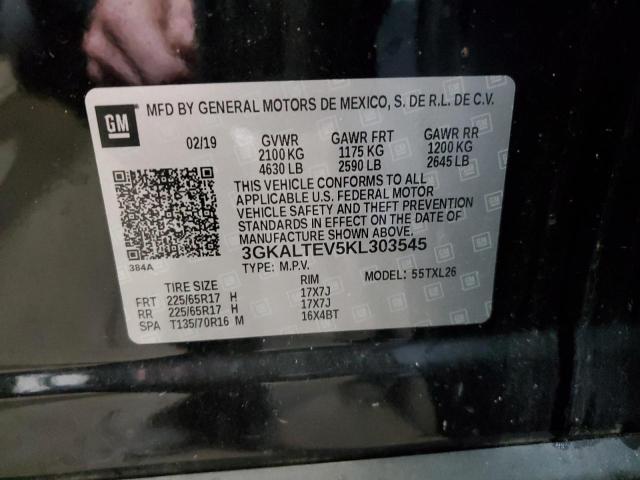 GM
MFD BY GENERAL MOTORS DE MEXICO, S. DE R.L. DE C.V.
02/19 GVWR GAWR FRT GAWR RR
2100 KG 1175 KG 1200 KG
4630 LB 2590 LB 2645 LB
THIS VEHICLE CONFORMS TO ALL
APPLICABLE U.S. FEDERAL MOTOR
VEHICLE SAFETY AND THEFT PREVENTION
STANDARDS IN EFFECT ON THE DATE OF
MANUFACTURE SHOWN ABOVE.
384A 3GKALTEV5KL303545
TYPE: M.P.V. MODEL: 55TXL26
TIRE SIZE RIM
FRT 225/65R17 H 17X7J
RR 225/65R17 H 17X7J
SPA T135/70R16 M 16X4BT